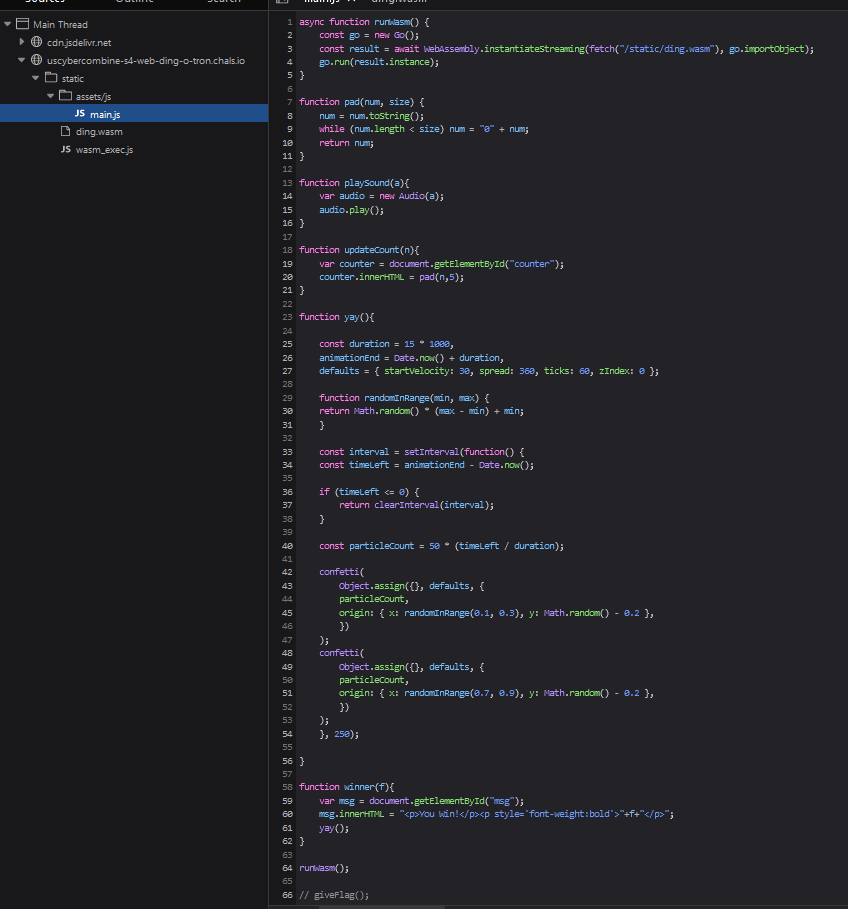 Main Thread
cdn.jsdelivr.net
uscybercombine-s4-web-ding-o-tron.chals.io
static
assets/js
JS main.js
ding.wasm
JS wasm_exec.js
1 async function runWasm() {
2 const go = new Go();
3 const result = await WebAssembly.instantiateStreaming(fetch("/static/ding.wasm"), go.importObject);
4 go.run(result.instance);
5 }
6
7 function pad(num, size) {
8 num = num.toString();
9 while (num.length < size) num = "0" + num;
10 return num;
11 }
12
13 function playSound(a){
14 var audio = new Audio(a);
15 audio.play();
16 }
17
18 function updateCount(n){
19 var counter = document.getElementById("counter");
20 counter.innerHTML = pad(n,5);
21 }
22
23 function yay(){
24
25 const duration = 15 * 1000,
26 animationEnd = Date.now() + duration,
27 defaults = { startVelocity: 30, spread: 360, ticks: 60, zIndex: 0 };
28
29 function randomInRange(min, max) {
30 return Math.random() * (max - min) + min;
31 }
32
33 const interval = setInterval(function() {
34 const timeLeft = animationEnd - Date.now();
35
36 if (timeLeft <= 0) {
37 return clearInterval(interval);
38 }
39
40 const particleCount = 50 * (timeLeft / duration);
41
42 confetti(
43 Object.assign({}, defaults, {
44 particleCount,
45 origin: { x: randomInRange(0.1, 0.3), y: Math.random() - 0.2 },
46 })
47 );
48 confetti(
49 Object.assign({}, defaults, {
50 particleCount,
51 origin: { x: randomInRange(0.7, 0.9), y: Math.random() - 0.2 },
52 })
53 );
54 }, 250);
55
56 }
57
58 function winner(f){
59 var msg = document.getElementById("msg");
60 msg.innerHTML = "<p>You Win!</p><p style='font-weight:bold'>"+f+"</p>";
61 yay();
62 }
63
64 runWasm();
65
66 // giveFlag();